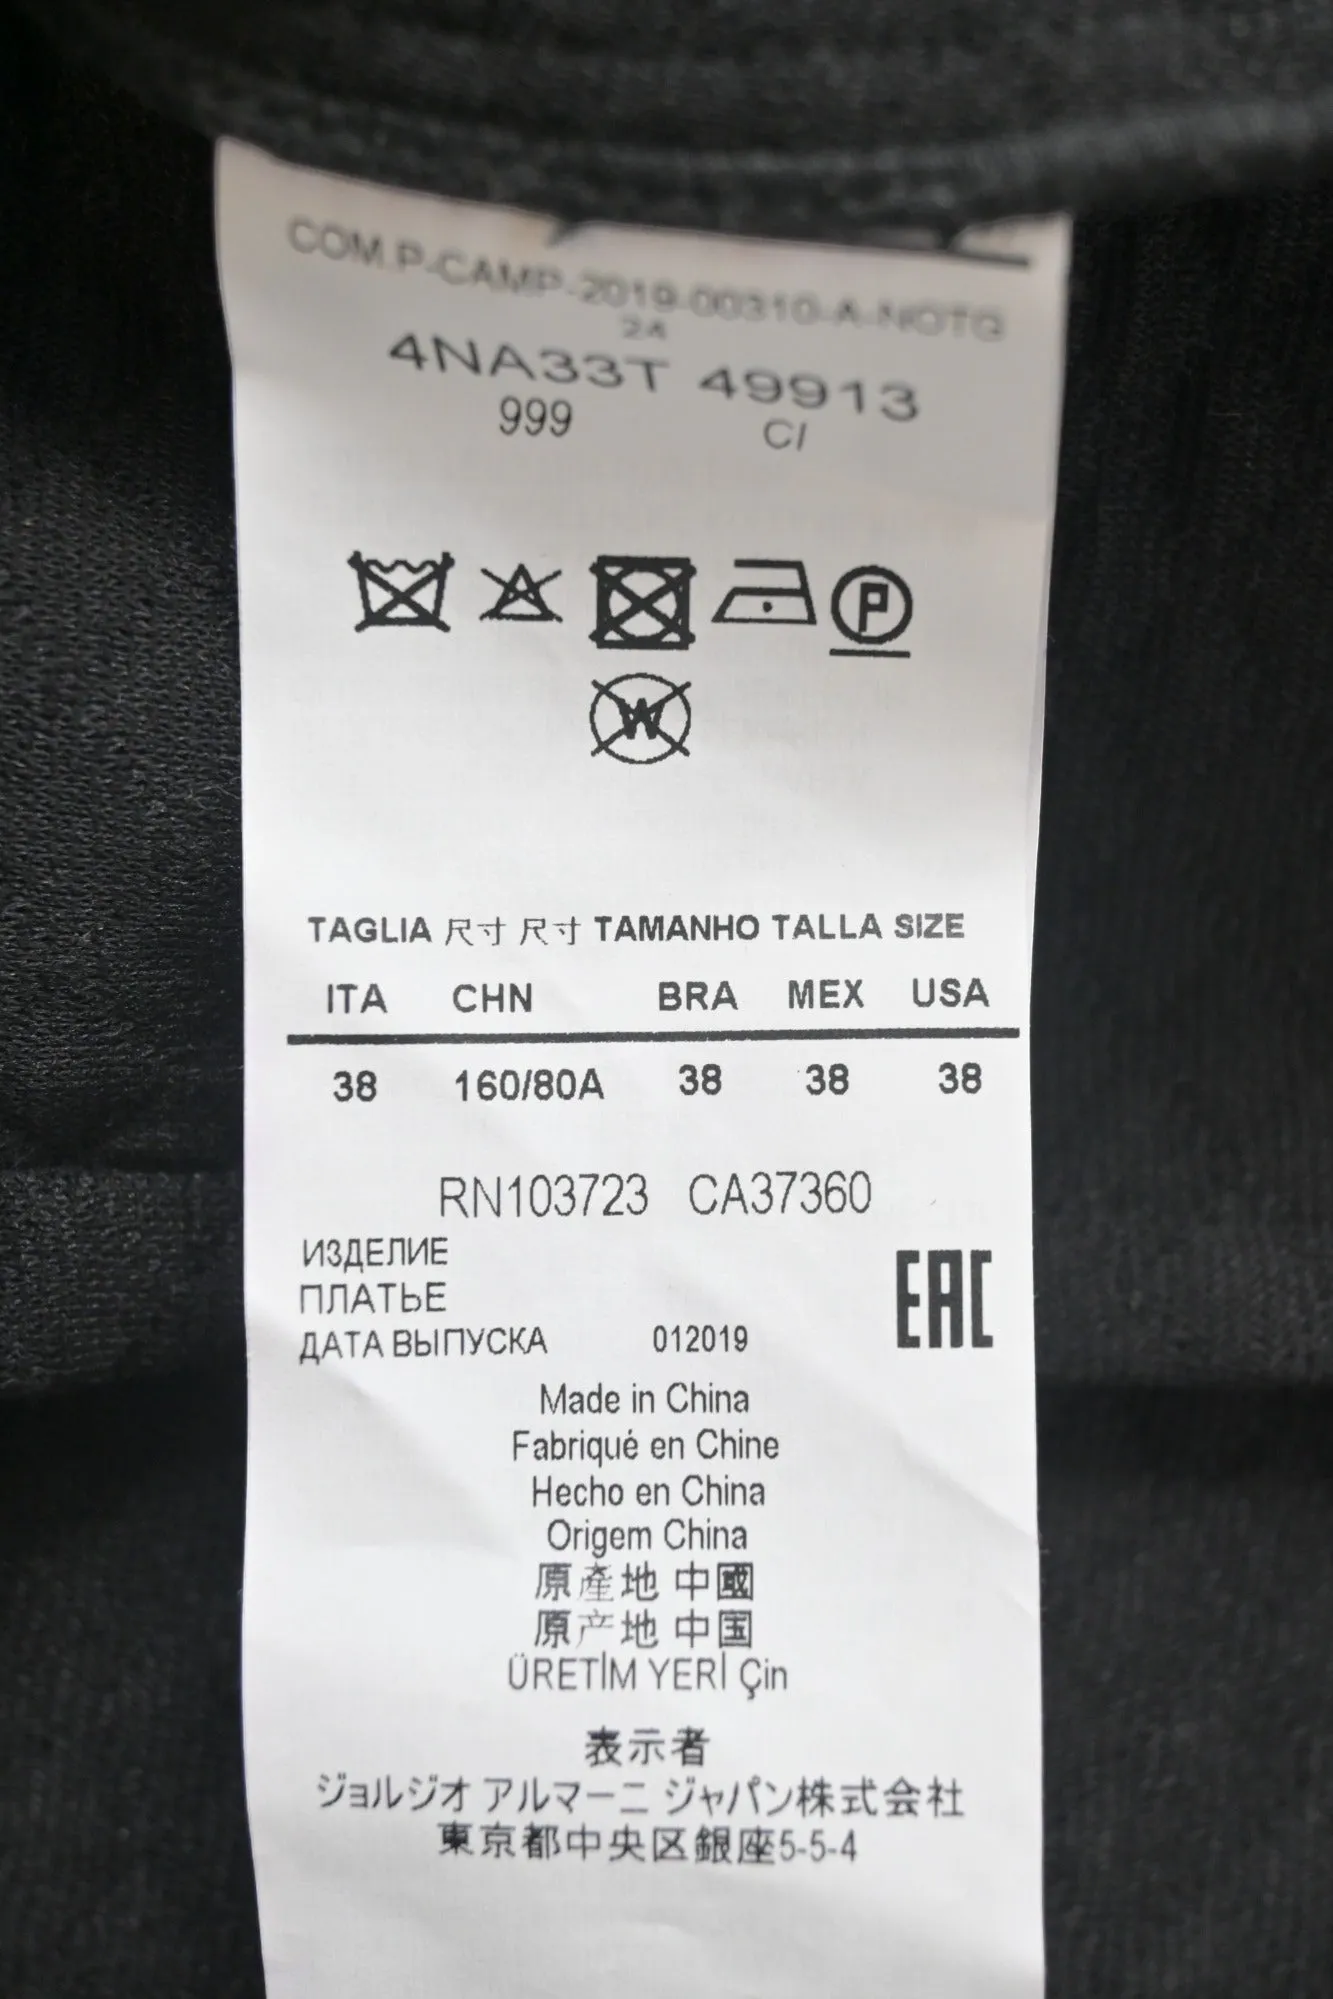 COM.P-CAMP-2019-00310-A-NOTG
24
4NA33T 49913
999 C/
P
W
TAGLIA 尺寸 尺寸 TAMANHO TALLA SIZE
ITA CHN BRA MEX USA
38 160/80A 38 38 38
RN103723 CA37360
ИЗДЕЛИЕ
ПЛАТЬЕ
ДАТА ВЫПУСКА 012019
EAC
Made in China
Fabriqué en Chine
Hecho en China
Origem China
原產地 中國
原产地 中国
ÜRETİM YERİ Çin
表示者
ジョルジオ アルマーニ ジャパン株式会社
東京都中央区銀座5-5-4